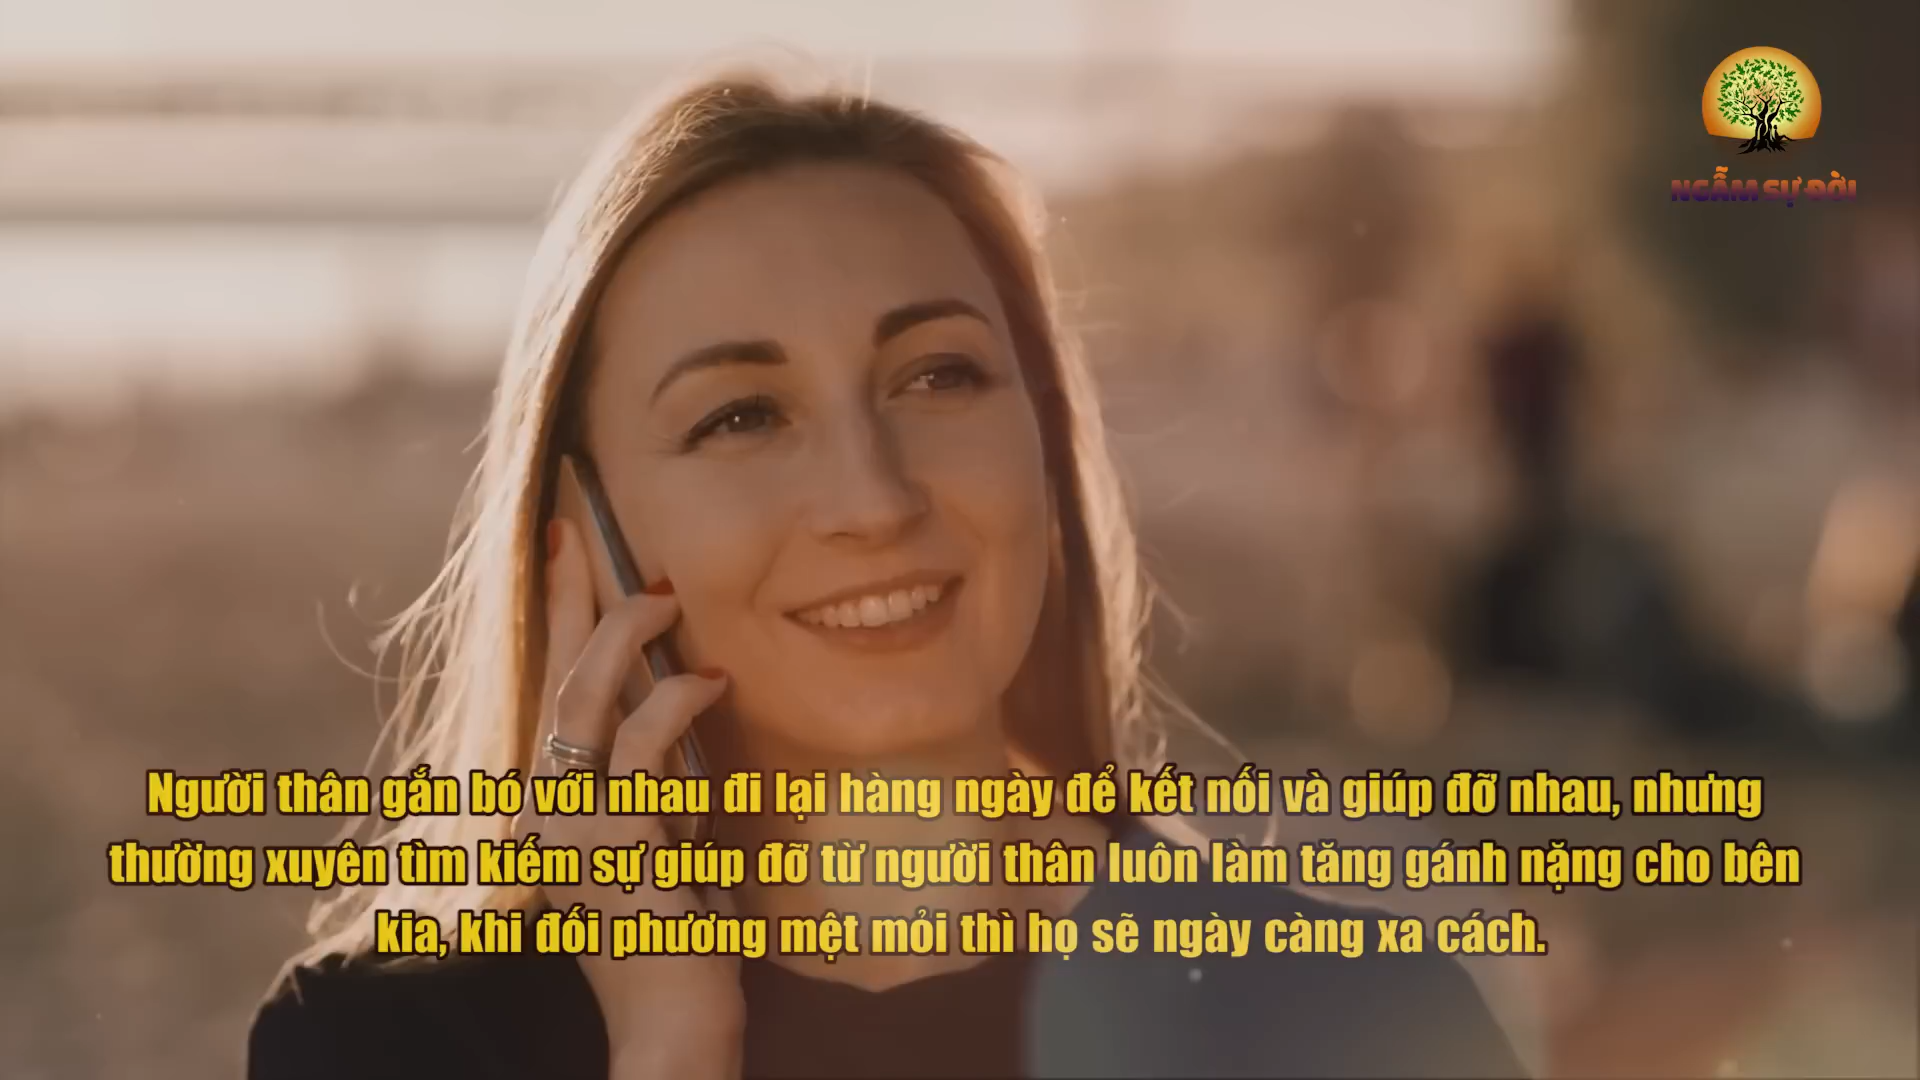 NGẪM SỰ ĐỜI
Người thân gắn bó với nhau đi lại hàng ngày để kết nối và giúp đỡ nhau, nhưng
thường xuyên tìm kiếm sự giúp đỡ từ người thân luôn làm tăng gánh nặng cho bên
kia, khi đối phương mệt mỏi thì họ sẽ ngày càng xa cách.